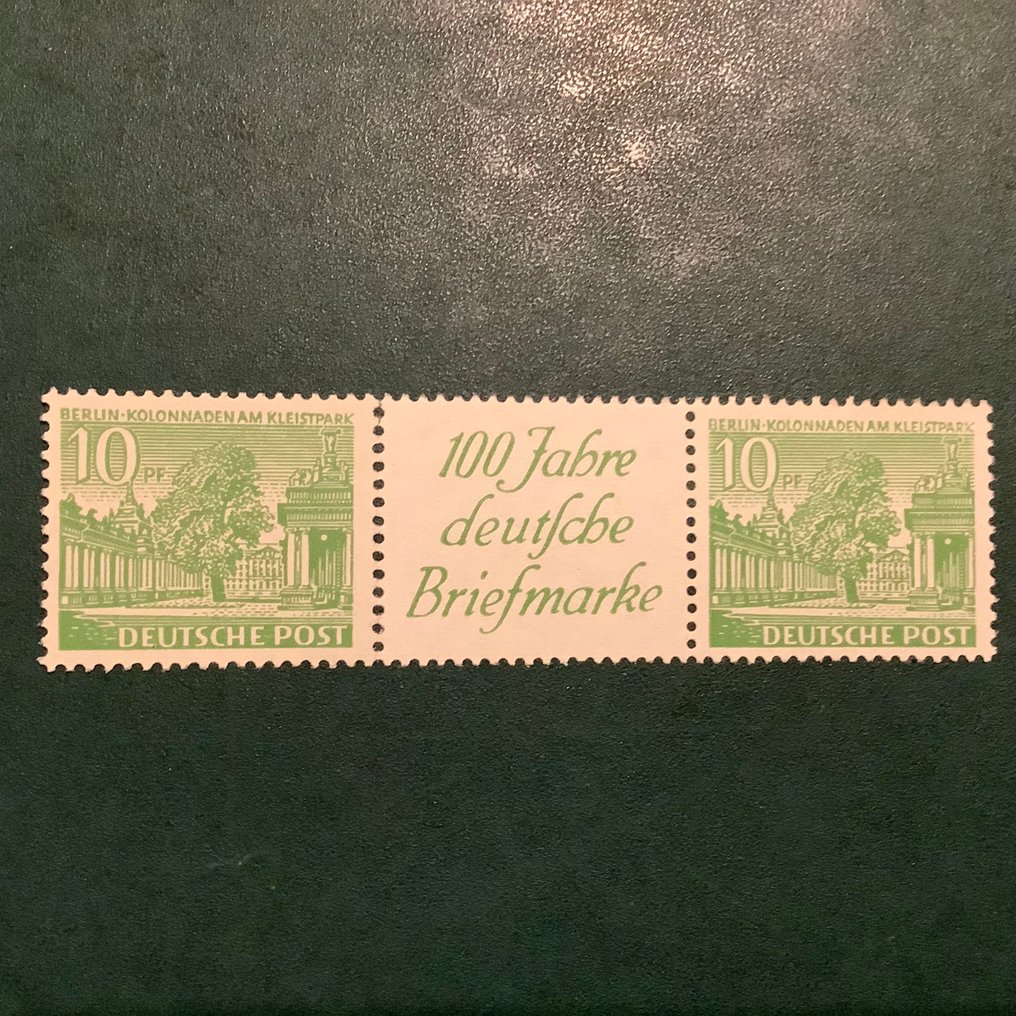 BERLIN·KOLONNADEN AM KLEISTPARK
10 PF
DEUTSCHE POST
100 Jahre
deutſche
Briefmarke
BERLIN·KOLONNADEN AM KLEISTPARK
10 PF
DEUTSCHE POST